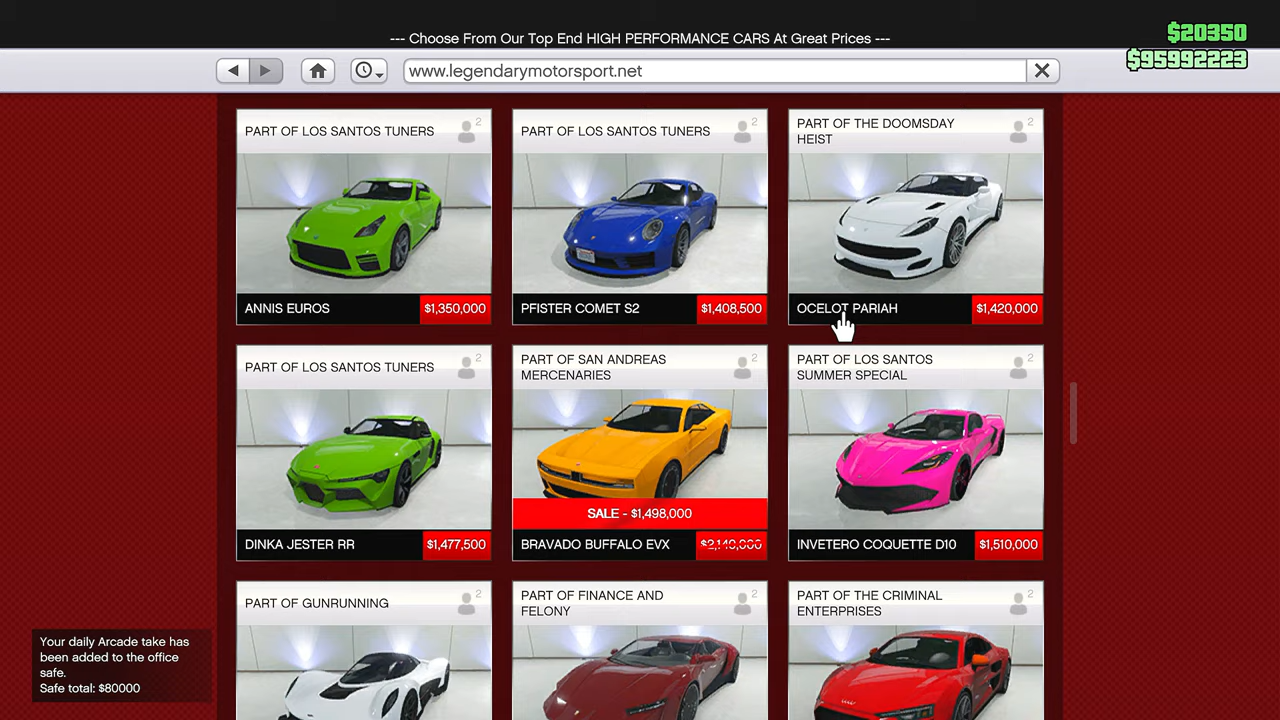 --- Choose From Our Top End HIGH PERFORMANCE CARS At Great Prices ---
$20350
$95992223
www.legendarymotorsport.net
PART OF LOS SANTOS TUNERS
2
ANNIS EUROS
$1,350,000
PART OF LOS SANTOS TUNERS
2
PFISTER COMET S2
$1,408,500
PART OF THE DOOMSDAY
HEIST
2
OCELOT PARIAH
$1,420,000
PART OF LOS SANTOS TUNERS
2
DINKA JESTER RR
$1,477,500
PART OF SAN ANDREAS
MERCENARIES
2
SALE - $1,498,000
BRAVADO BUFFALO EVX
$2,140,000
PART OF LOS SANTOS
SUMMER SPECIAL
2
INVETERO COQUETTE D10
$1,510,000
PART OF GUNRUNNING
2
PART OF FINANCE AND
FELONY
2
PART OF THE CRIMINAL
ENTERPRISES
2
Your daily Arcade take has
been added to the office
safe.
Safe total: $80000